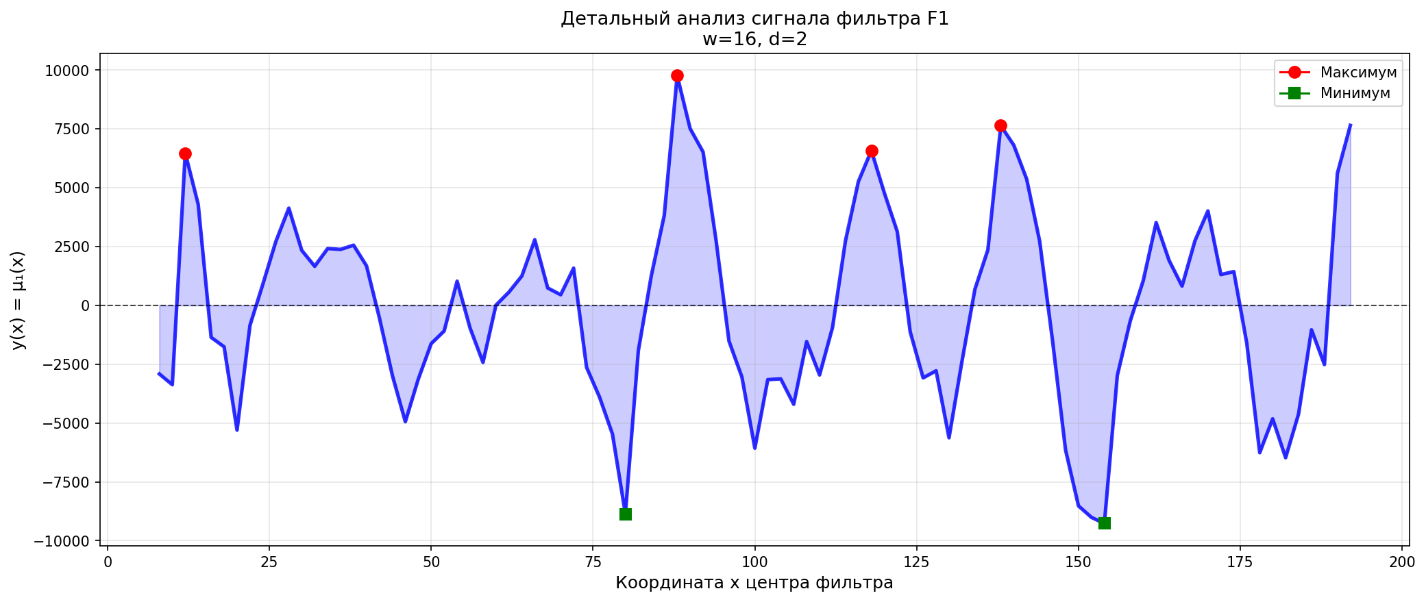 Детальный анализ сигнала фильтра F1
w=16, d=2
Максимум
Минимум
y(x) = μ₁(x)
10000
7500
5000
2500
0
−2500
−5000
−7500
−10000
0 25 50 75 100 125 150 175 200
Координата x центра фильтра